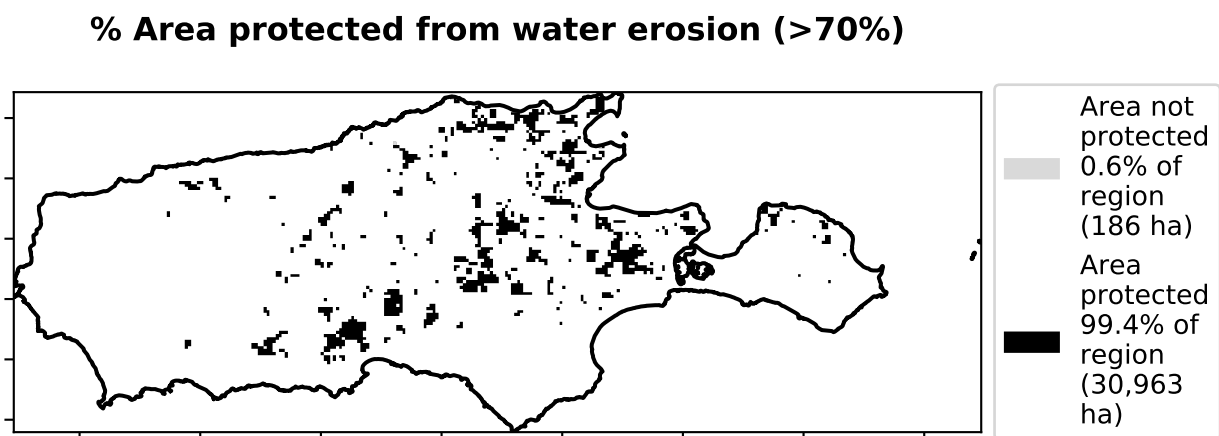 % Area protected from water erosion (>70%)
Area not
protected
0.6% of
region
(186 ha)
Area
protected
99.4% of
region
(30,963
ha)